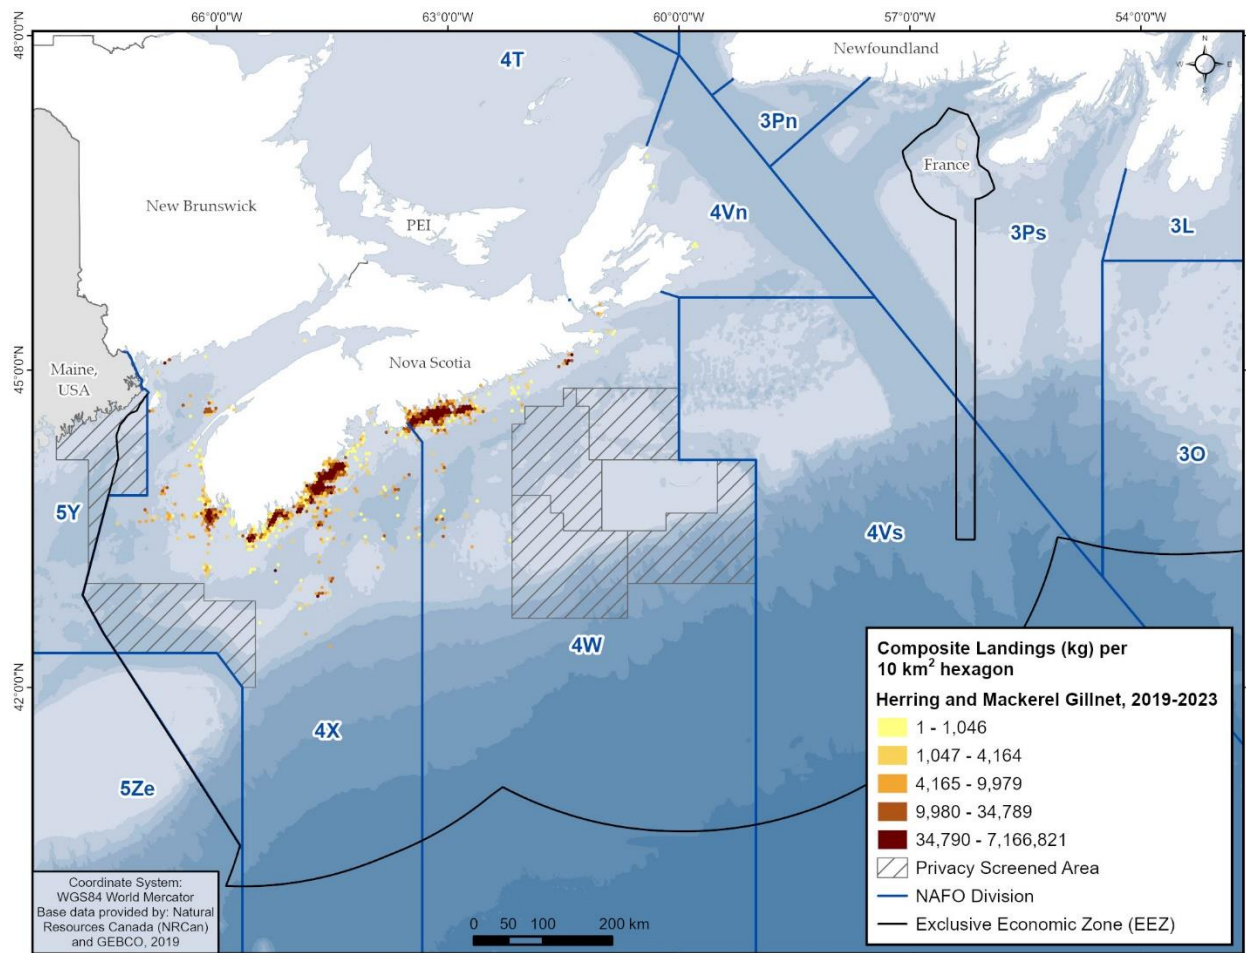 66°0'0"W
63°0'0"W
60°0'0"W
57°0'0"W
54°0'0"W
48°0'0"N
45°0'0"N
42°0'0"N
N
W E
S
Newfoundland
4T
3Pn
France
New Brunswick
PEI
4Vn
3Ps
3L
Maine,
USA
Nova Scotia
5Y
3O
4Vs
4W
4X
5Ze
Composite Landings (kg) per
10 km² hexagon
Herring and Mackerel Gillnet, 2019-2023
1 - 1,046
1,047 - 4,164
4,165 - 9,979
9,980 - 34,789
34,790 - 7,166,821
Privacy Screened Area
NAFO Division
Exclusive Economic Zone (EEZ)
Coordinate System:
WGS84 World Mercator
Base data provided by: Natural
Resources Canada (NRCan)
and GEBCO, 2019
0 50 100 200 km